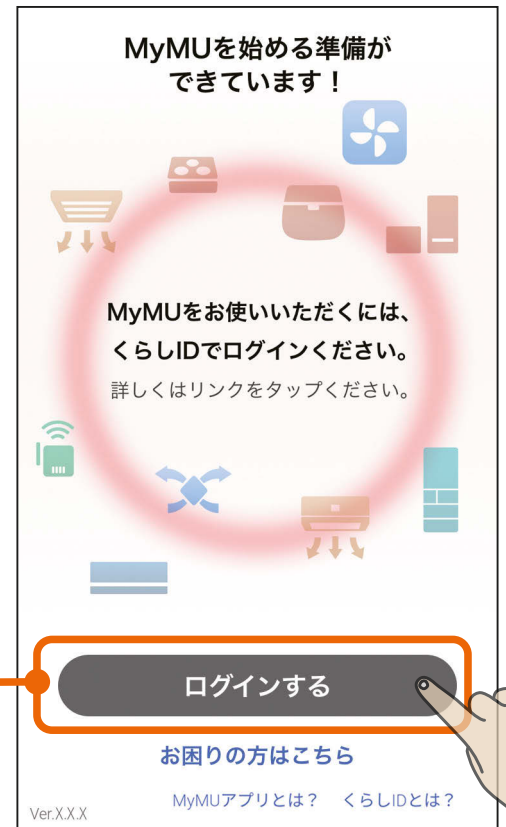 MyMUを始める準備が
できています！
MyMUをお使いいただくには、
くらしIDでログインください。
詳しくはリンクをタップください。
ログインする
お困りの方はこちら
MyMUアプリとは？ くらしIDとは？
Ver.X.X.X